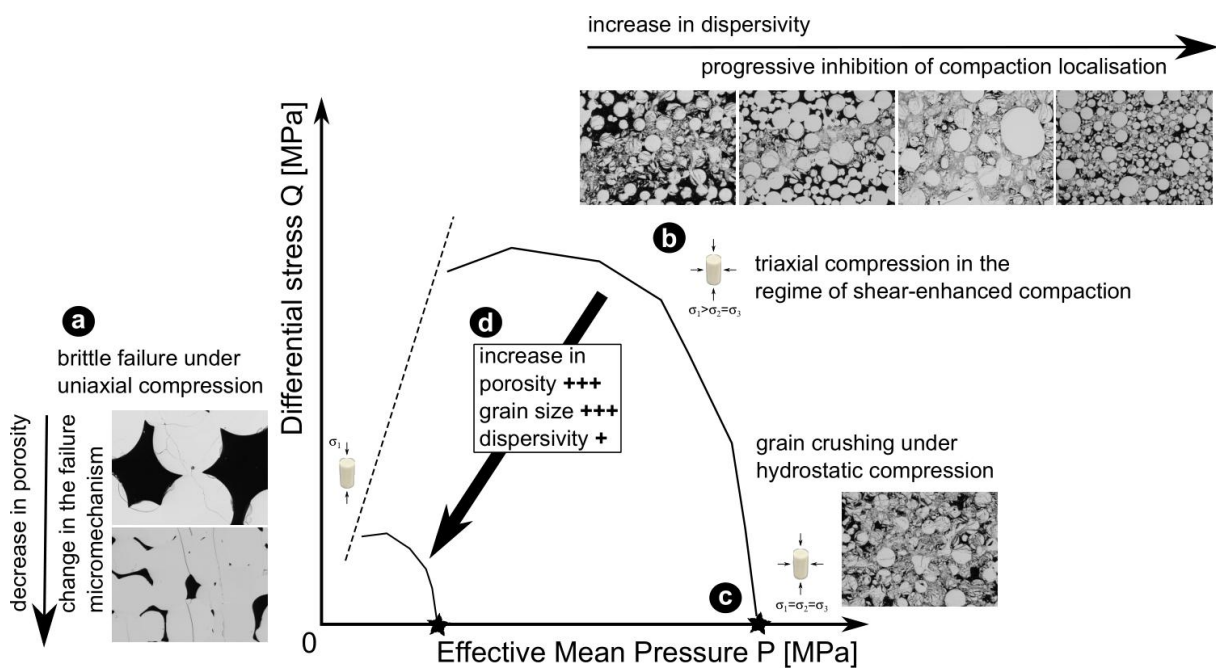 increase in dispersivity
progressive inhibition of compaction localisation
Differential stress Q [MPa]
b
triaxial compression in the
regime of shear-enhanced compaction
σ1>σ2=σ3
a
brittle failure under
uniaxial compression
decrease in porosity
change in the failure
micromechanism
d
increase in
porosity +++
grain size +++
dispersivity +
σ1
grain crushing under
hydrostatic compression
σ1=σ2=σ3
c
0
Effective Mean Pressure P [MPa]